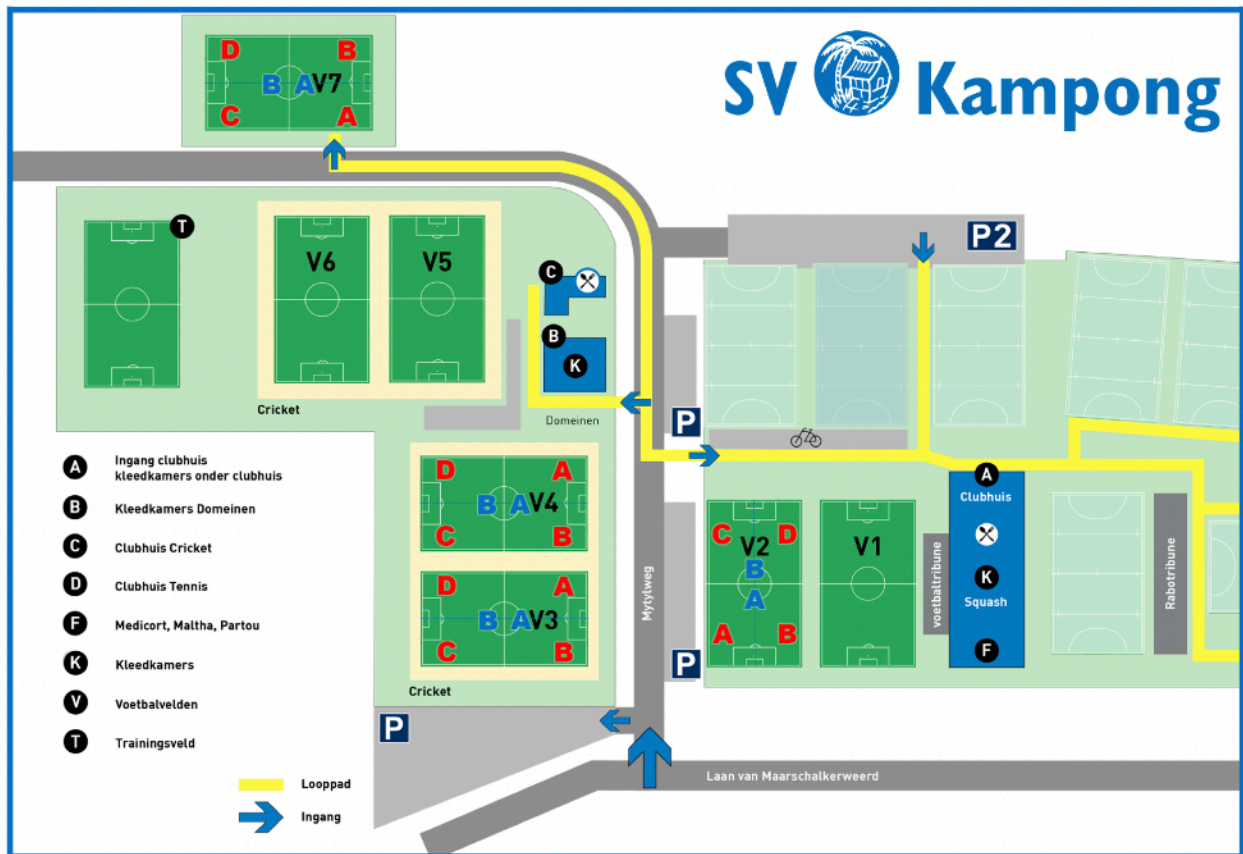 SV Kampong
D B
B A V7
C A
T
P2
V6 V5
C
B
K
Cricket
Domeinen
P
D A
B A V4
C B
D A
B A V3
C B
Cricket
P
Mytylweg
P
C D
V2
B
A
A B
V1
voetbaltribune
A
Clubhuis
K
Squash
F
Rabotribune
A Ingang clubhuis
kleedkamers onder clubhuis
B Kleedkamers Domeinen
C Clubhuis Cricket
D Clubhuis Tennis
F Medicort, Maltha, Partou
K Kleedkamers
V Voetbalvelden
T Trainingsveld
Looppad
Ingang
Laan van Maarschalkerweerd